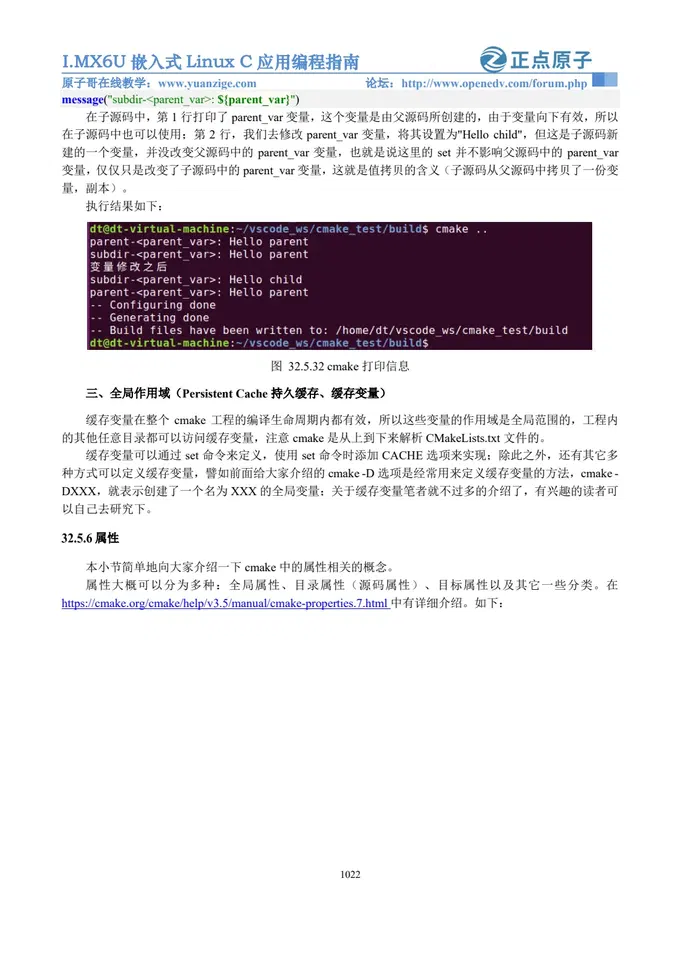 I.MX6U 嵌入式 Linux C 应用编程指南
正点原子
原子哥在线教学：www.yuanzige.com 论坛：http://www.openedv.com/forum.php
message("subdir-<parent_var>: ${parent_var}")
在子源码中，第 1 行打印了 parent_var 变量，这个变量是由父源码所创建的，由于变量向下有效，所以
在子源码中也可以使用；第 2 行，我们去修改 parent_var 变量，将其设置为"Hello child"，但这是子源码新
建的一个变量，并没改变父源码中的 parent_var 变量，也就是说这里的 set 并不影响父源码中的 parent_var
变量，仅仅只是改变了子源码中的 parent_var 变量，这就是值拷贝的含义（子源码从父源码中拷贝了一份变
量，副本）。
执行结果如下：
dt@dt-virtual-machine:~/vscode_ws/cmake_test/build$ cmake ..
parent-<parent_var>: Hello parent
subdir-<parent_var>: Hello parent
变量修改之后
subdir-<parent_var>: Hello child
parent-<parent_var>: Hello parent
-- Configuring done
-- Generating done
-- Build files have been written to: /home/dt/vscode_ws/cmake_test/build
dt@dt-virtual-machine:~/vscode_ws/cmake_test/build$
图 32.5.32 cmake 打印信息
三、全局作用域（Persistent Cache 持久缓存、缓存变量）
缓存变量在整个 cmake 工程的编译生命周期内都有效，所以这些变量的作用域是全局范围的，工程内
的其他任意目录都可以访问缓存变量，注意 cmake 是从上到下来解析 CMakeLists.txt 文件的。
缓存变量可以通过 set 命令来定义，使用 set 命令时添加 CACHE 选项来实现；除此之外，还有其它多
种方式可以定义缓存变量，譬如前面给大家介绍的 cmake -D 选项是经常用来定义缓存变量的方法，cmake -
DXXX，就表示创建了一个名为 XXX 的全局变量；关于缓存变量笔者就不过多的介绍了，有兴趣的读者可
以自己去研究下。
32.5.6 属性
本小节简单地向大家介绍一下 cmake 中的属性相关的概念。
属性大概可以分为多种：全局属性、目录属性（源码属性）、目标属性以及其它一些分类。在
https://cmake.org/cmake/help/v3.5/manual/cmake-properties.7.html 中有详细介绍。如下：
1022